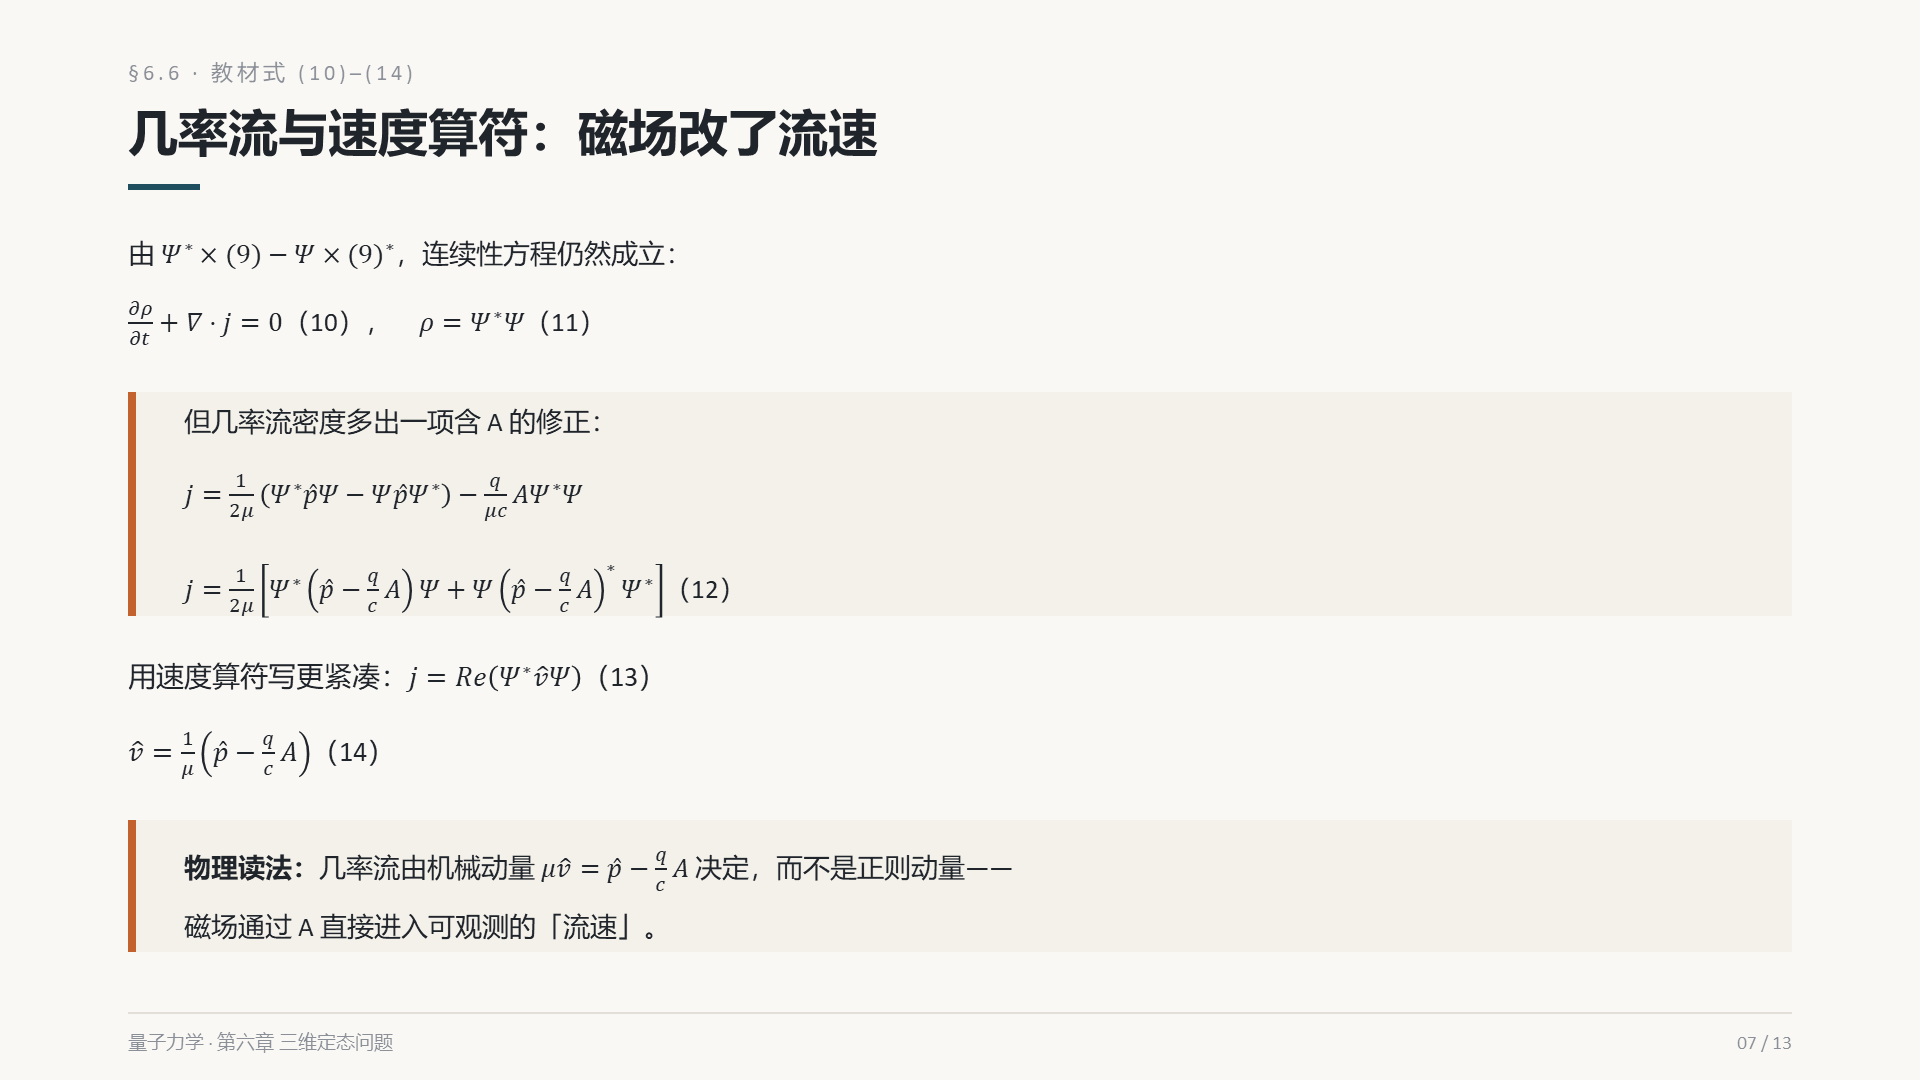 §6.6 · 教材式 (10)–(14)
几率流与速度算符：磁场改了流速
由 Ψ* × (9) − Ψ × (9)*，连续性方程仍然成立：
∂ρ/∂t + ∇ · j = 0（10）， ρ = Ψ*Ψ（11）
但几率流密度多出一项含 A 的修正：
j = 1/2μ (Ψ*p̂Ψ − Ψp̂Ψ*) − q/μc AΨ*Ψ
j = 1/2μ [Ψ*(p̂ − q/c A)Ψ + Ψ(p̂ − q/c A)*Ψ*]（12）
用速度算符写更紧凑：j = Re(Ψ*v̂Ψ)（13）
v̂ = 1/μ (p̂ − q/c A)（14）
物理读法：几率流由机械动量 μv̂ = p̂ − q/c A 决定，而不是正则动量——
磁场通过 A 直接进入可观测的「流速」。
量子力学 · 第六章 三维定态问题
07 / 13